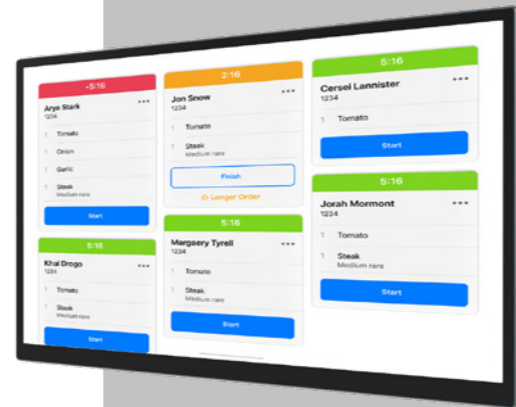 -5:16
Arya Stark
1234
1 Tomato
1 Onion
1 Garlic
1 Steak
Medium rare
Start
5:16
Khal Drogo
1234
1 Tomato
1 Steak
Medium rare
Start
2:16
Jon Snow
1234
1 Tomato
1 Steak
Medium rare
Finish
Longer Order
5:16
Margaery Tyrell
1234
1 Tomato
1 Steak
Medium rare
Start
5:16
Cersei Lannister
1234
1 Tomato
Start
5:16
Jorah Mormont
1234
1 Tomato
1 Steak
Medium rare
Start